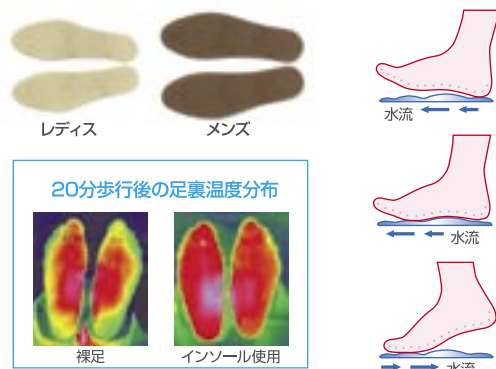 レディス
メンズ
20分歩行後の足裏温度分布
裸足
インソール使用
水流
水流
水流